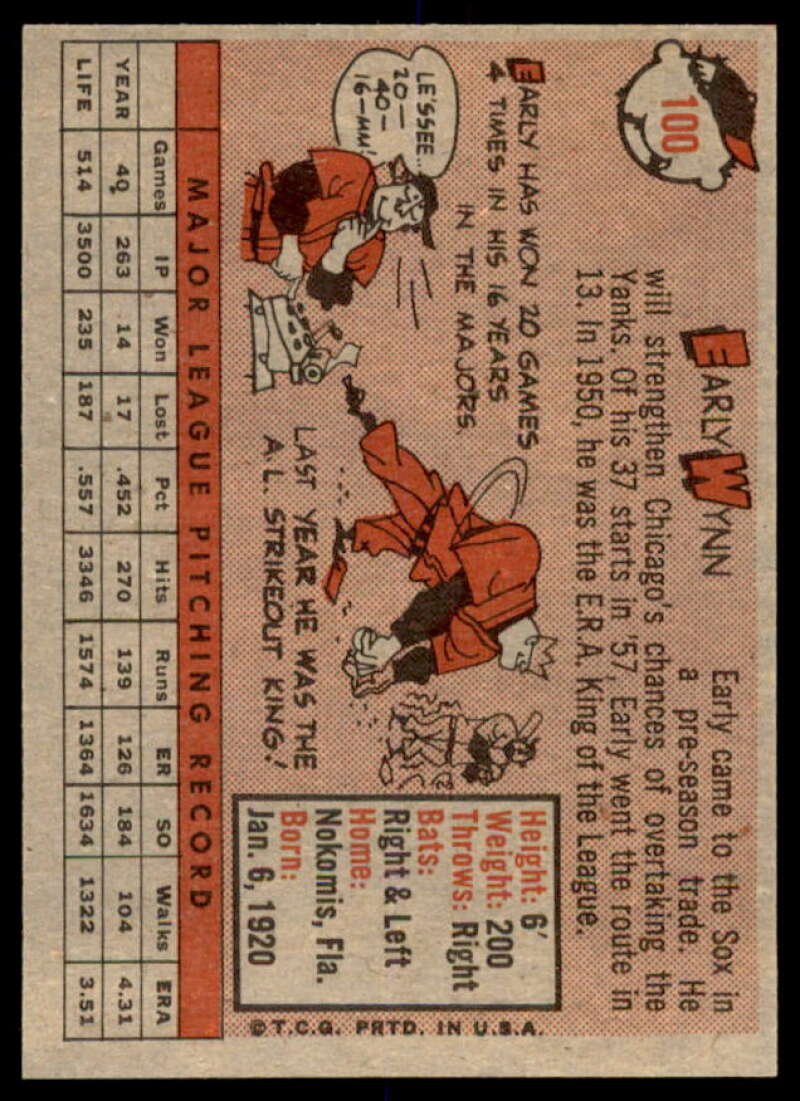 100
EARLY WYNN
Early came to the Sox in
a pre-season trade. He
will strengthen Chicago's chances of overtaking the
Yanks. Of his 37 starts in '57, Early went the route in
13. In 1950, he was the E.R.A. King of the League.
EARLY HAS WON 20 GAMES
4 TIMES IN HIS 16 YEARS
IN THE MAJORS.
LE'SSEE..
20—
40—
16-MM!
LAST YEAR HE WAS THE
A.L. STRIKEOUT KING!
Height: 6'
Weight: 200
Throws: Right
Bats:
Right & Left
Home:
Nokomis, Fla.
Born:
Jan. 6, 1920
© T.C.G. PRTD. IN U.S.A.
MAJOR LEAGUE PITCHING RECORD
Games IP Won Lost Pct Hits Runs ER SO Walks ERA
YEAR 40 263 14 17 .452 270 139 126 184 104 4.31
LIFE 514 3500 235 187 .557 3346 1574 1364 1634 1322 3.51